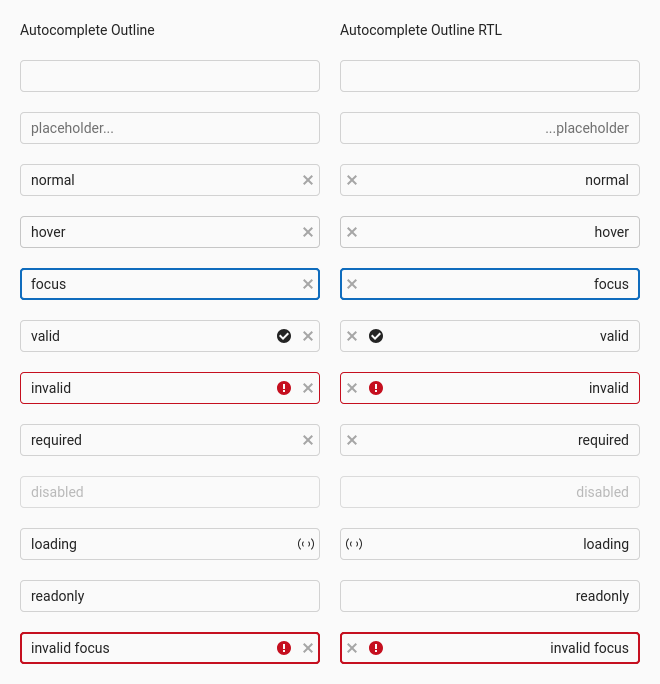 Autocomplete Outline
Autocomplete Outline RTL
placeholder...
...placeholder
normal
normal
hover
hover
focus
focus
valid
valid
invalid
invalid
required
required
disabled
disabled
loading
loading
readonly
readonly
invalid focus
invalid focus